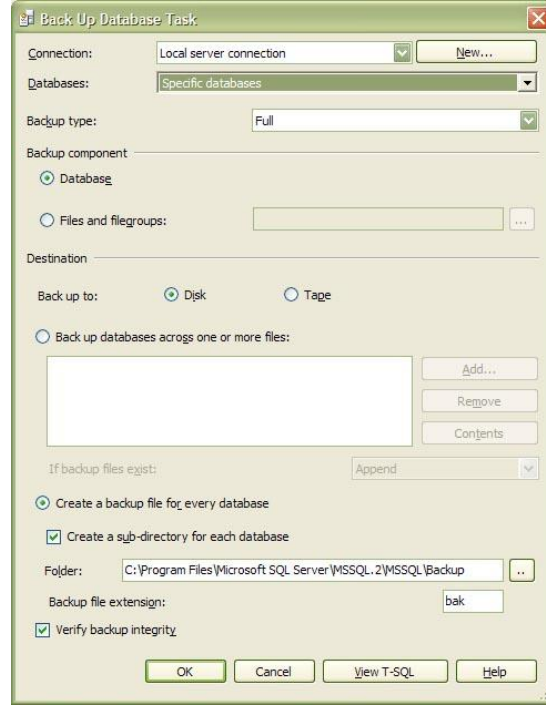 Back Up Database Task
Connection: Local server connection New...
Databases: Specific databases
Backup type: Full
Backup component
Database
Files and filegroups: ...
Destination
Back up to: Disk Tape
Back up databases across one or more files:
Add...
Remove
Contents
If backup files exist: Append
Create a backup file for every database
Create a sub-directory for each database
Folder: C:\Program Files\Microsoft SQL Server\MSSQL.2\MSSQL\Backup ..
Backup file extension: bak
Verify backup integrity
OK Cancel View T-SQL Help